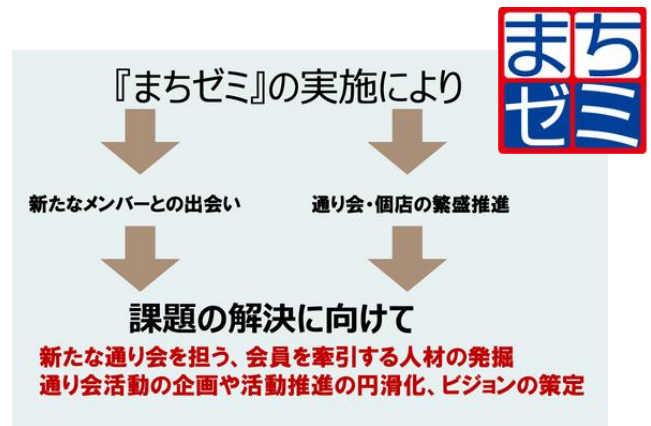 まち
ゼミ
『まちゼミ』の実施により
新たなメンバーとの出会い
通り会・個店の繁盛推進
課題の解決に向けて
新たな通り会を担う、会員を牽引する人材の発掘
通り会活動の企画や活動推進の円滑化、ビジョンの策定